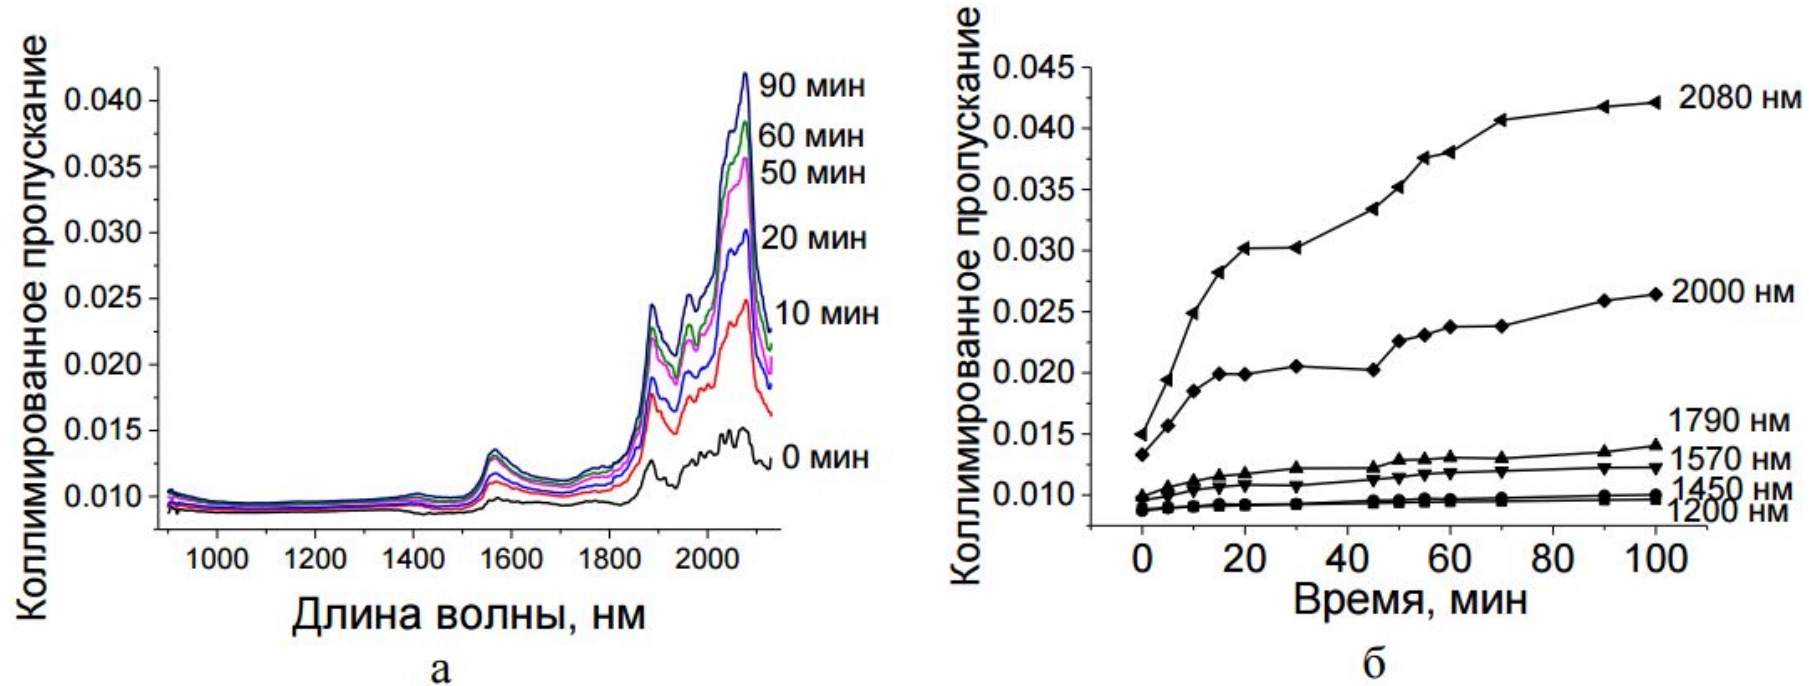 Коллимированное пропускание
0.040
0.035
0.030
0.025
0.020
0.015
0.010
90 мин
60 мин
50 мин
20 мин
10 мин
0 мин
1000 1200 1400 1600 1800 2000
Длина волны, нм
а
Коллимированное пропускание
0.045
0.040
0.035
0.030
0.025
0.020
0.015
0.010
2080 нм
2000 нм
1790 нм
1570 нм
1450 нм
1200 нм
0 20 40 60 80 100
Время, мин
б